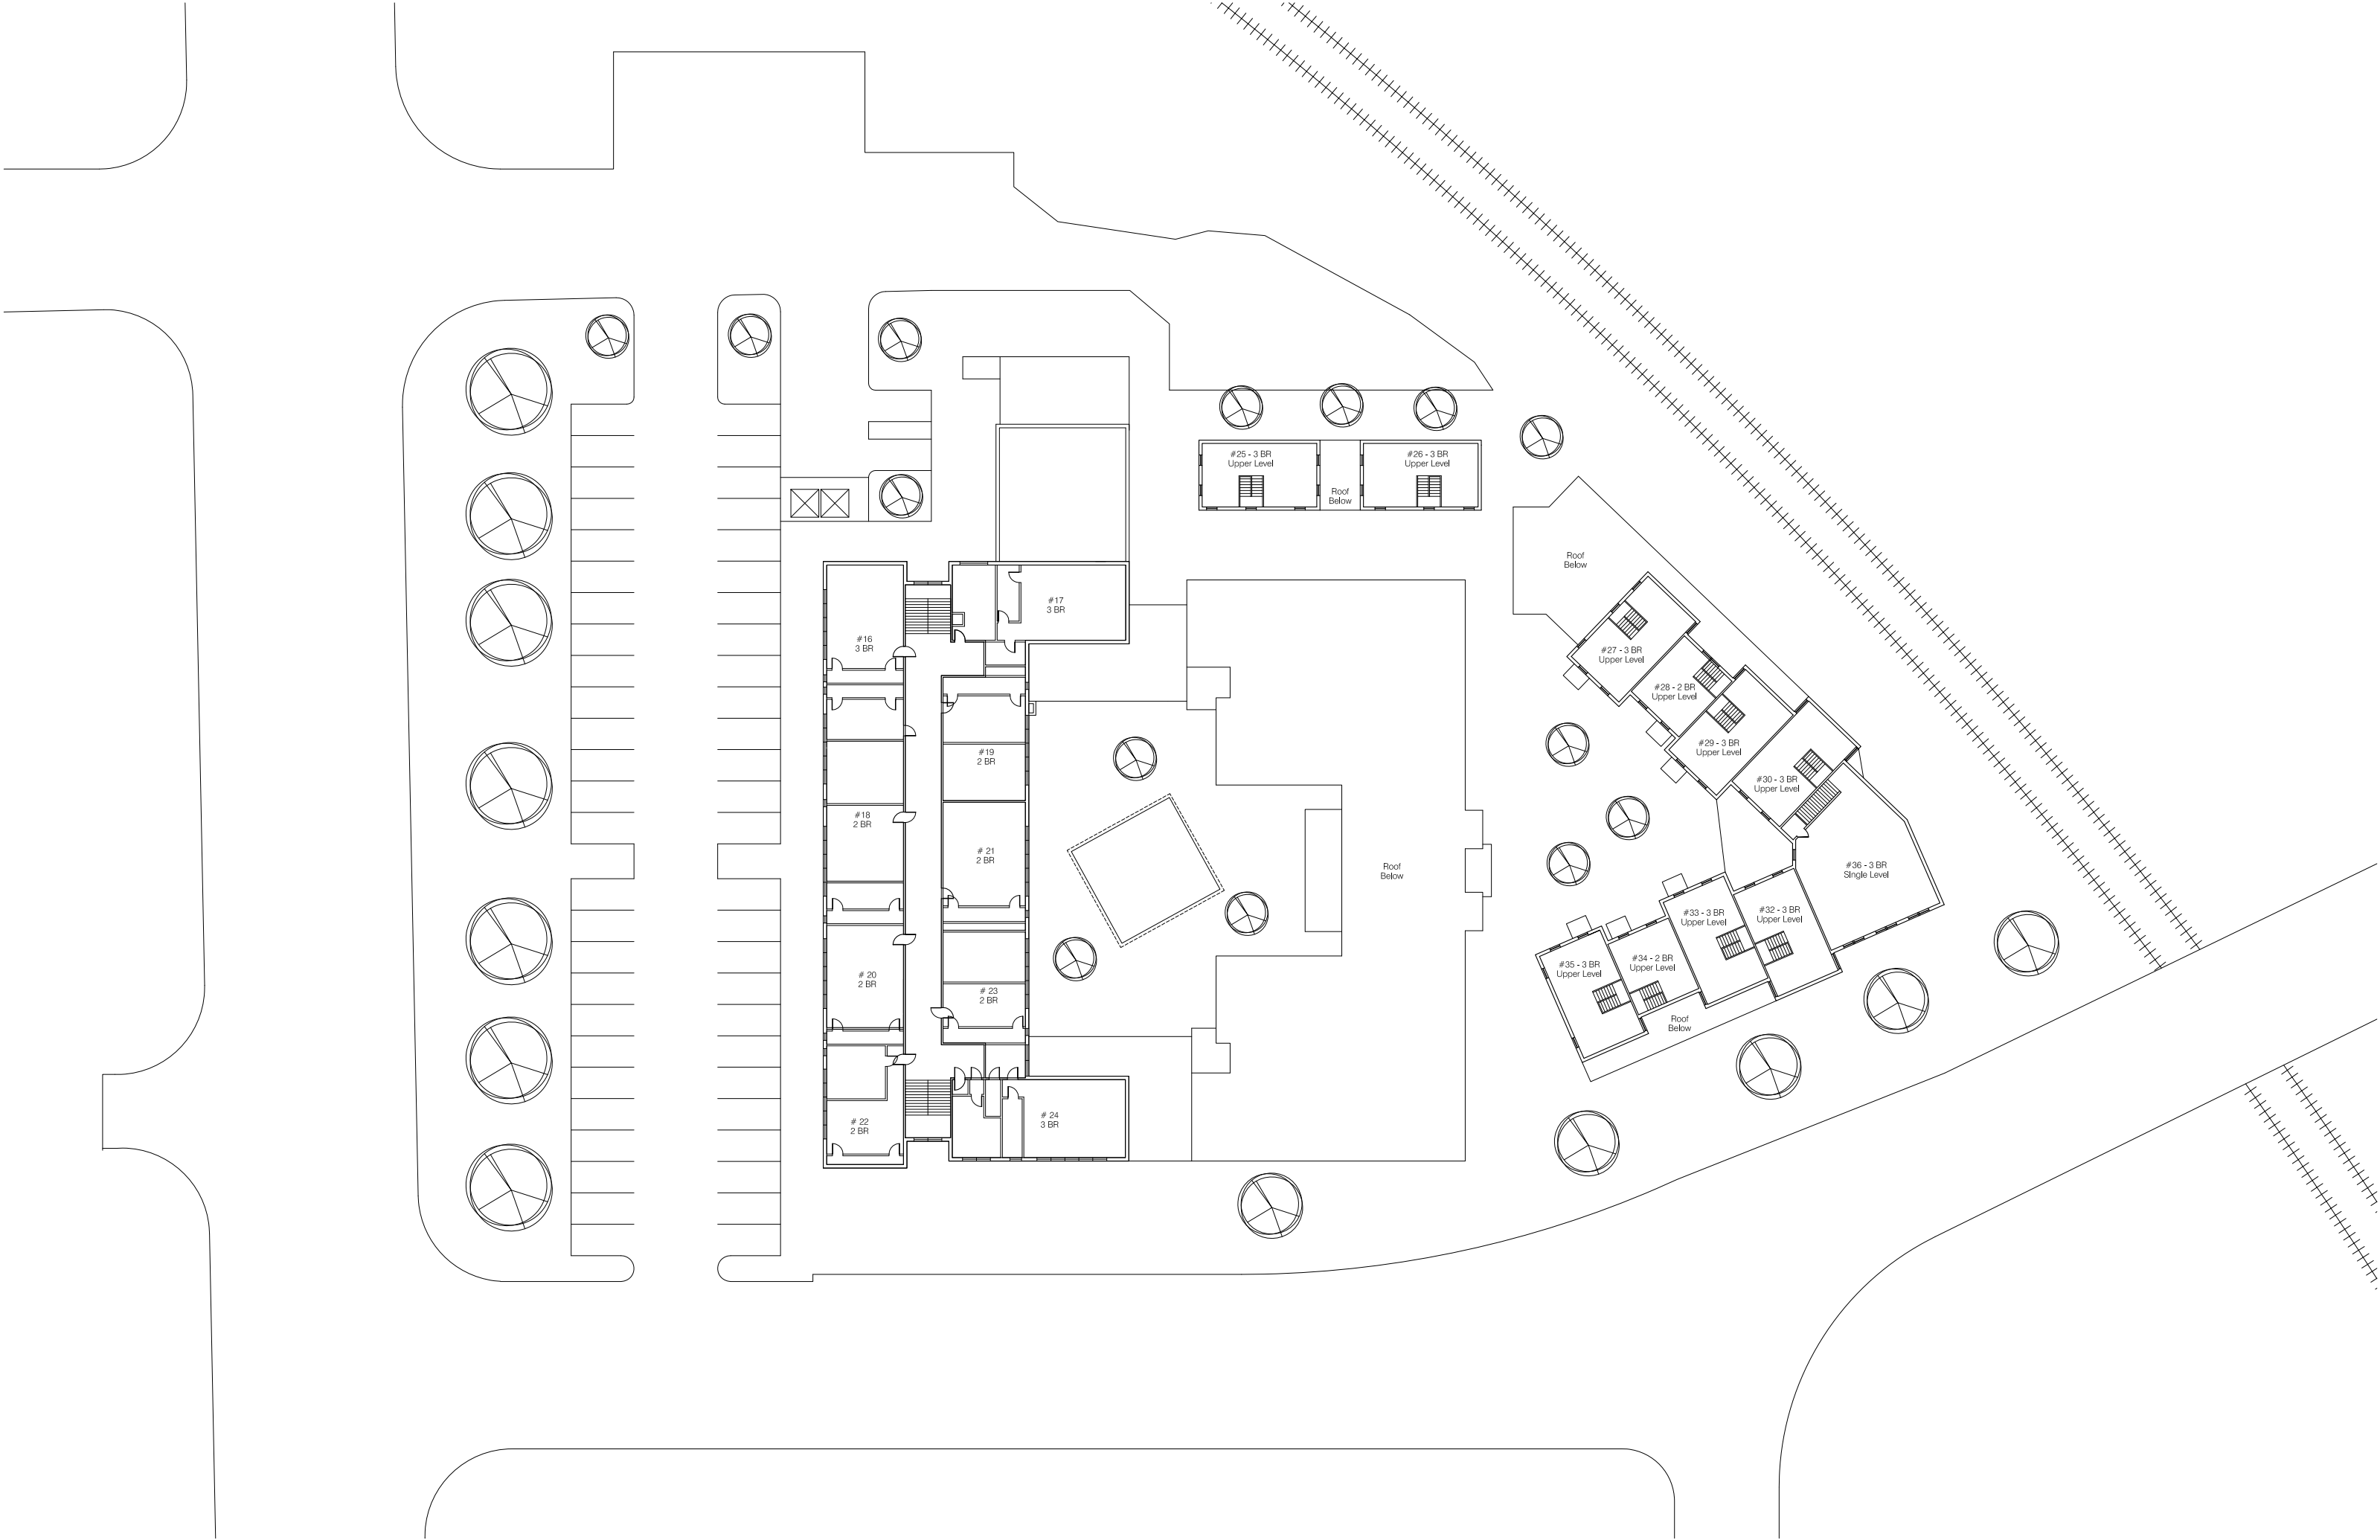 #25 - 3 BR
Upper Level
#26 - 3 BR
Upper Level
Roof
Below
Roof
Below
#17
3 BR
#16
3 BR
#27 - 3 BR
Upper Level
#28 - 2 BR
Upper Level
#19
2 BR
#29 - 3 BR
Upper Level
#30 - 3 BR
Upper Level
#18
2 BR
# 21
2 BR
Roof
Below
#36 - 3 BR
Single Level
#33 - 3 BR
Upper Level
#32 - 3 BR
Upper Level
#34 - 2 BR
Upper Level
#35 - 3 BR
Upper Level
# 20
2 BR
# 23
2 BR
Roof
Below
# 22
2 BR
# 24
3 BR